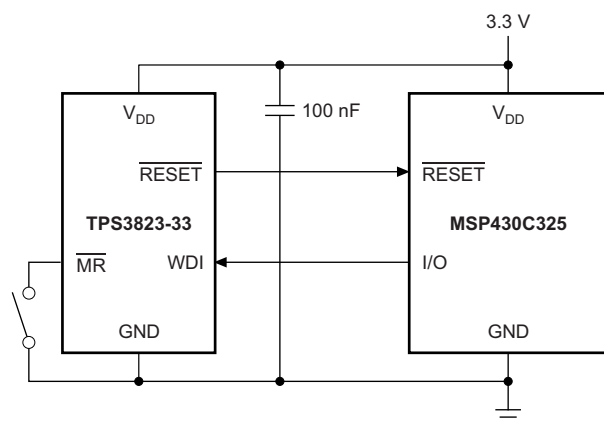 3.3 V
V_DD
100 nF
V_DD
RESET
RESET
TPS3823-33
MSP430C325
MR
WDI
I/O
GND
GND